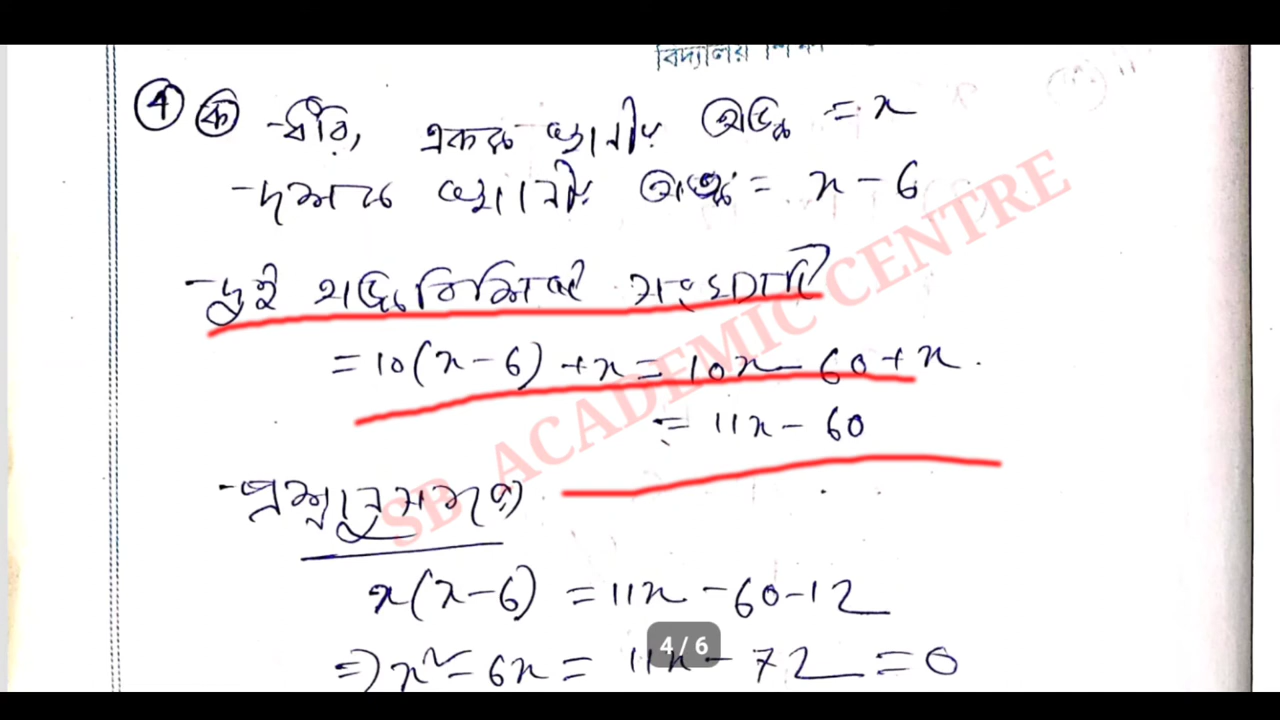 বিদ্যালয়
4 ক ধরি, একক স্থানীয় অঙ্ক = x
দশক স্থানীয় অঙ্ক = x - 6
দুই অঙ্কবিশিষ্ট সংখ্যাটি
= 10(x - 6) + x = 10x - 60 + x.
= 11x - 60
প্রশ্নানুসারে
x(x - 6) = 11x - 60 - 12
⇒ x² - 6x = 11x - 72 = 0
SB ACADEMIC CENTRE
4 / 6